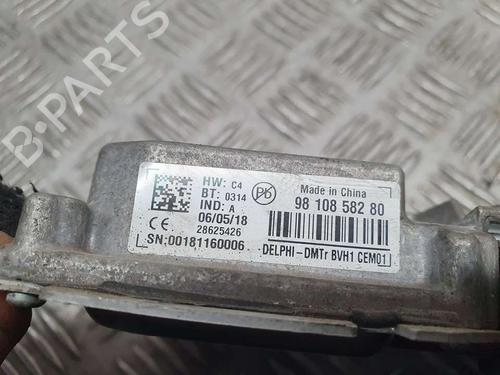 B-PARTS
HW: C4
BT: 0314
IND: A
06/05/18
28625426
SN:00181160006
Pb
Made in China
98 108 582 80
DELPHI-DMTr BVH1 CEM01